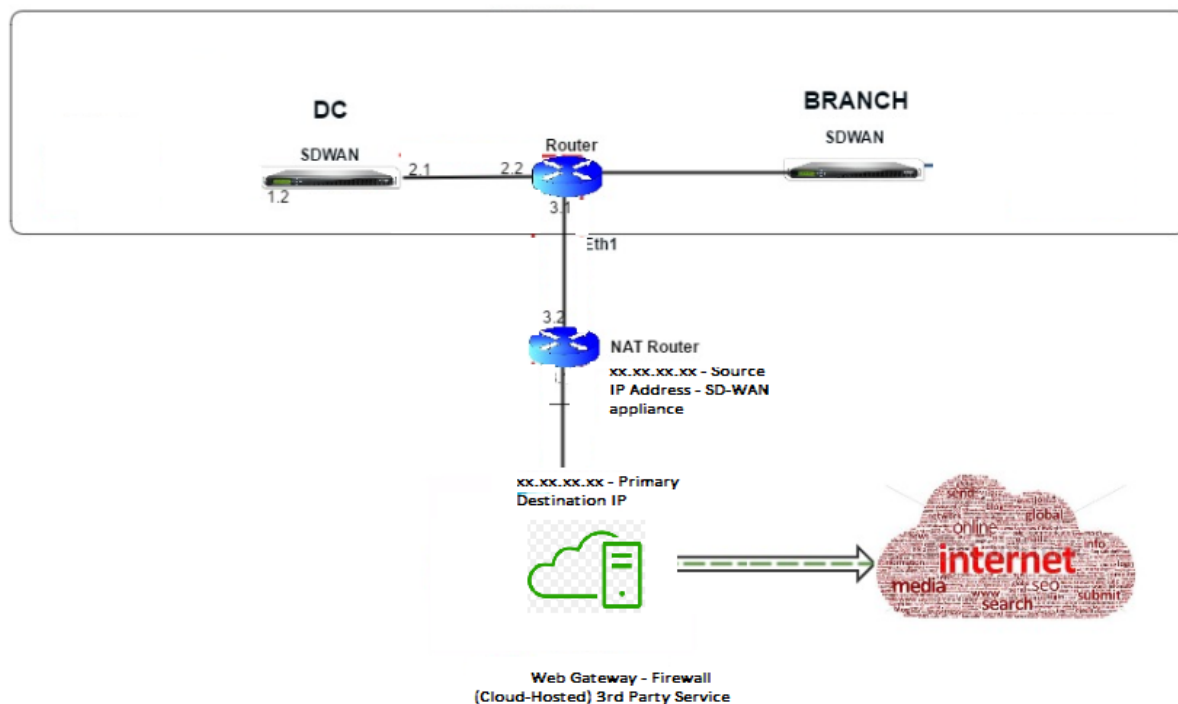 DC
BRANCH
SDWAN
Router
SDWAN
2.1
2.2
1.2
3.1
Eth1
3.2
NAT Router
xx.xx.xx.xx - Source
IP Address - SD-WAN
appliance
xx.xx.xx.xx - Primary
Destination IP
send
global
online
info
internet
media
seo
www
submit
search
Web Gateway - Firewall
(Cloud-Hosted) 3rd Party Service